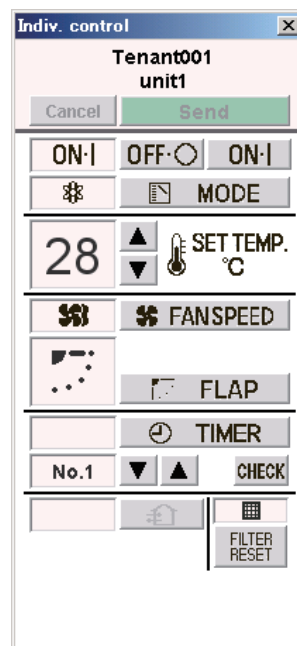 Indiv. control
Tenant001
unit1
Cancel Send
ON·| OFF·○ ON·|
MODE
28 SET TEMP.
°C
FANSPEED
FLAP
TIMER
No.1 ▼ ▲ CHECK
FILTER
RESET